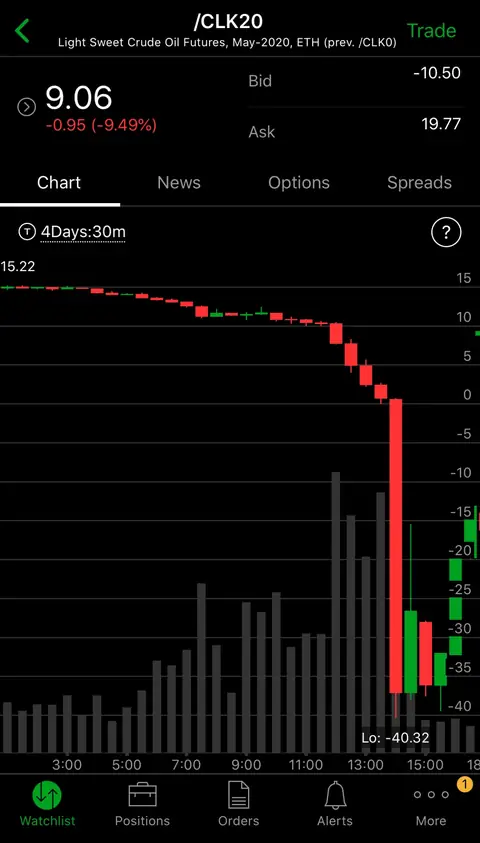 /CLK20
Trade
Light Sweet Crude Oil Futures, May-2020, ETH (prev. /CLK0)
9.06
-0.95 (-9.49%)
Bid
-10.50
Ask
19.77
Chart
News
Options
Spreads
T
4Days:30m
?
15.22
15
10
5
0
-5
-10
-15
-20
-25
-30
-35
-40
Lo: -40.32
3:00
5:00
7:00
9:00
11:00
13:00
15:00
18
1
Watchlist
Positions
Orders
Alerts
More